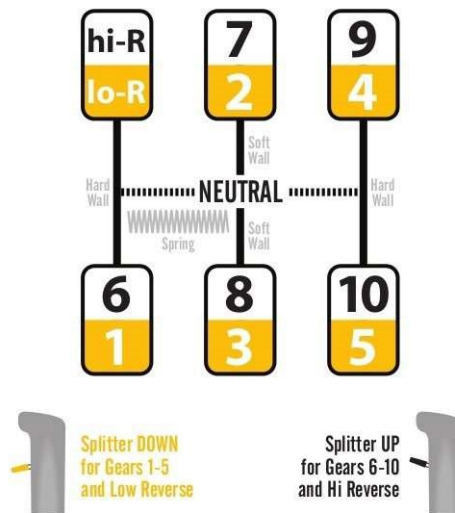 hi-R 7 9
lo-R 2 4
Soft
Wall
Hard
Wall
NEUTRAL
Hard
Wall
Spring
Soft
Wall
6 8 10
1 3 5
Splitter DOWN
for Gears 1-5
and Low Reverse
Splitter UP
for Gears 6-10
and Hi Reverse